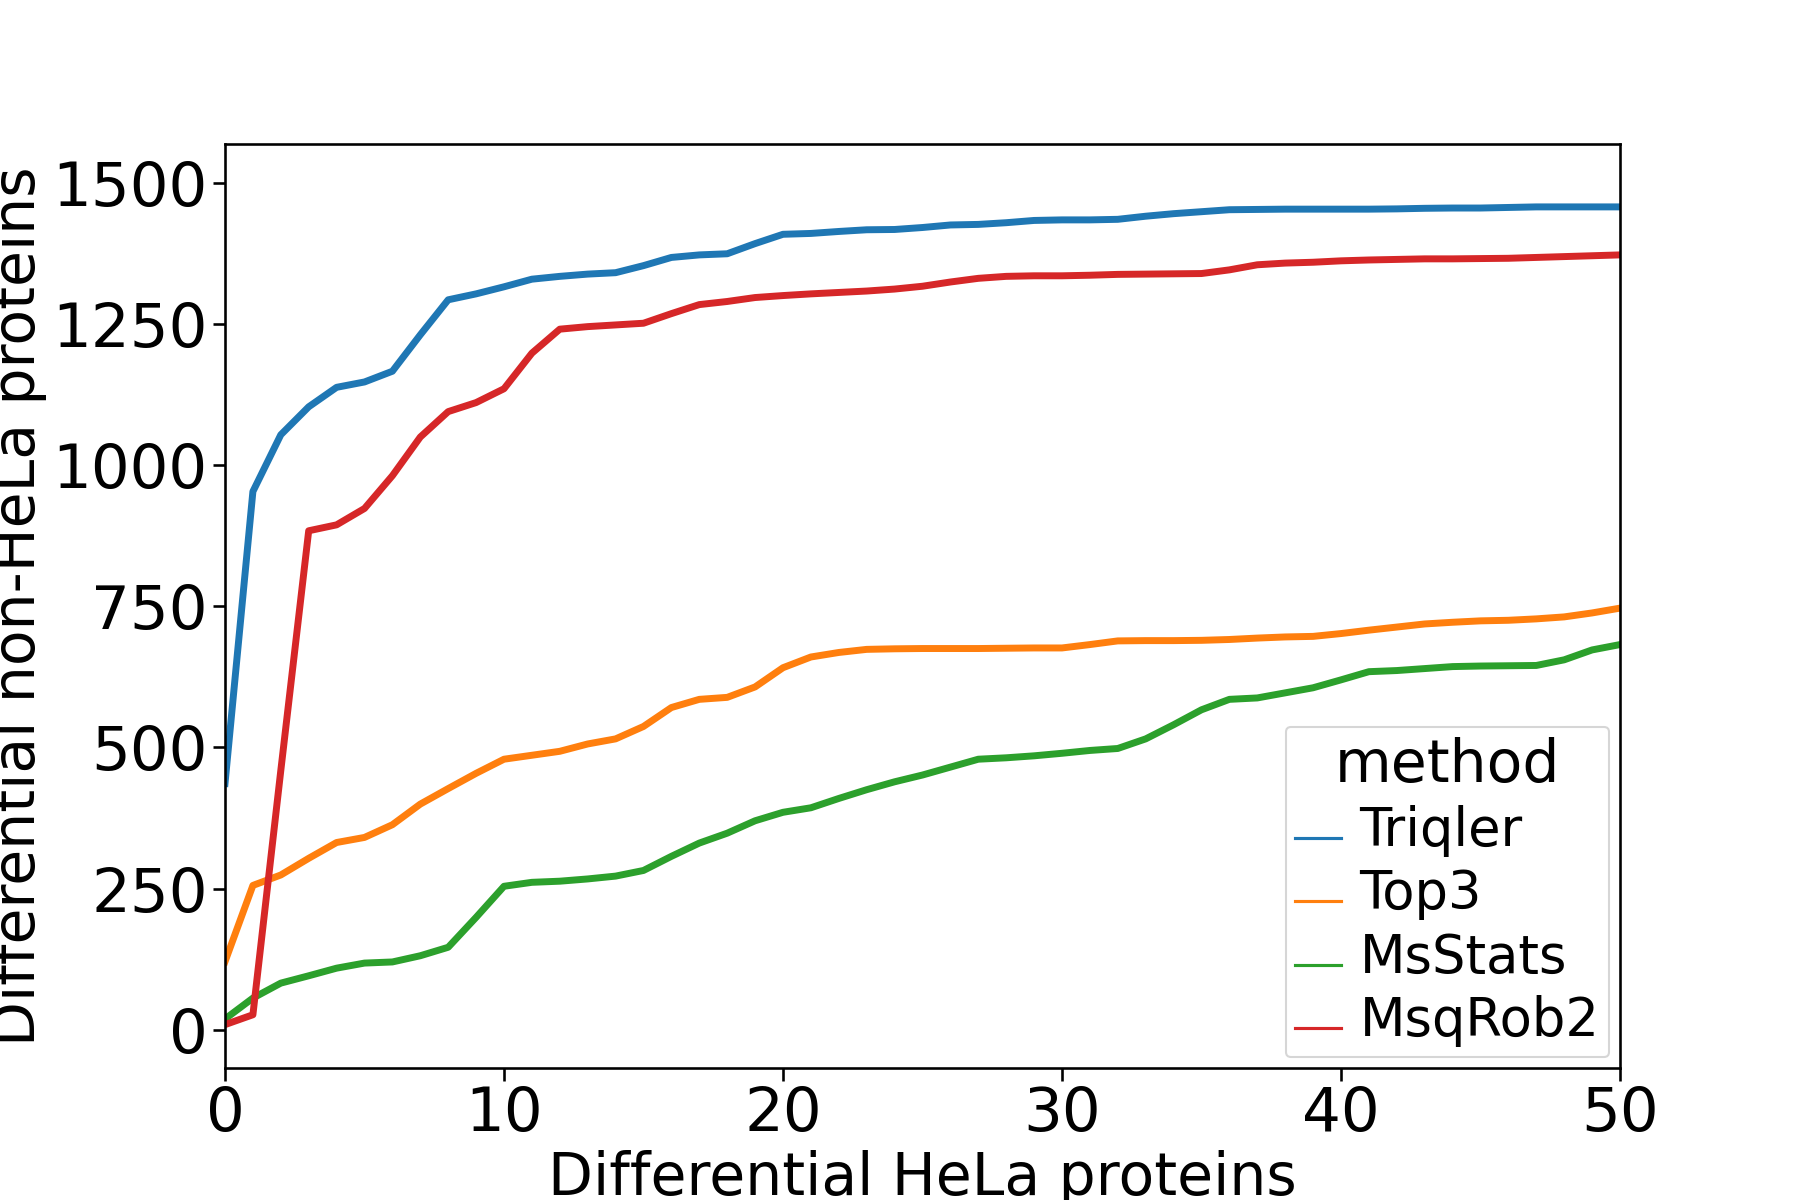 Differential non-HeLa proteins
1500
1250
1000
750
500
250
0
0 10 20 30 40 50
Differential HeLa proteins
method
Triqler
Top3
MsStats
MsqRob2